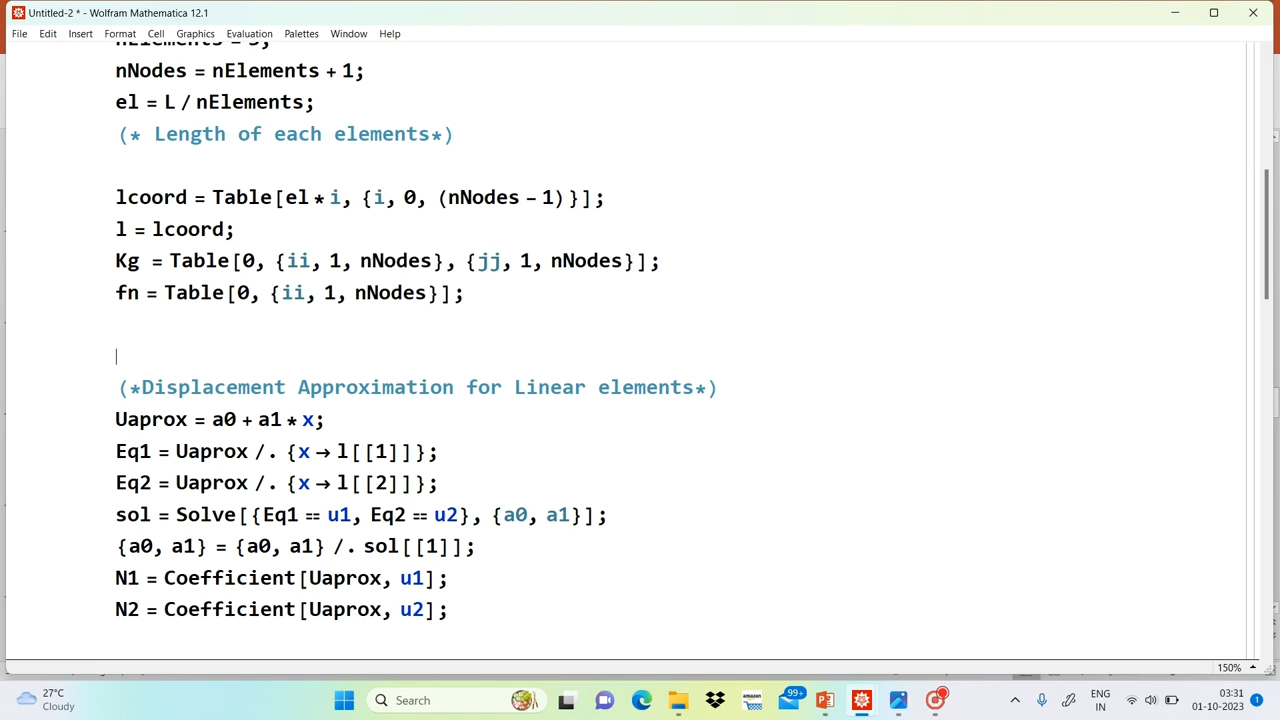 Untitled-2 * - Wolfram Mathematica 12.1
File Edit Insert Format Cell Graphics Evaluation Palettes Window Help
nNodes = nElements + 1;
el = L / nElements;
(* Length of each elements*)
lcoord = Table[el * i, {i, 0, (nNodes - 1)}];
l = lcoord;
Kg = Table[0, {ii, 1, nNodes}, {jj, 1, nNodes}];
fn = Table[0, {ii, 1, nNodes}];
(*Displacement Approximation for Linear elements*)
Uaprox = a0 + a1 * x;
Eq1 = Uaprox /. {x → l[[1]]};
Eq2 = Uaprox /. {x → l[[2]]};
sol = Solve[{Eq1 == u1, Eq2 == u2}, {a0, a1}];
{a0, a1} = {a0, a1} /. sol[[1]];
N1 = Coefficient[Uaprox, u1];
N2 = Coefficient[Uaprox, u2];
150%
27°C
Cloudy
Search
amazon
99+
ENG
IN
03:31
01-10-2023
1